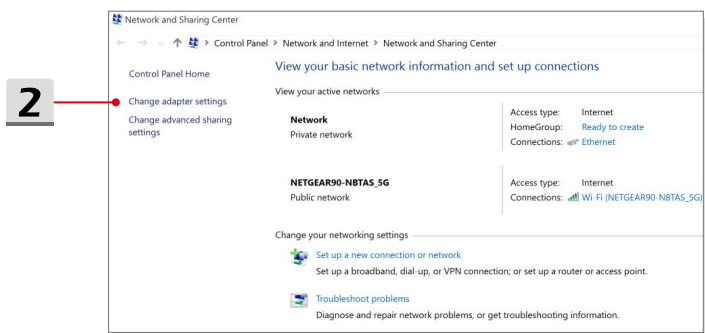 Network and Sharing Center
Control Panel > Network and Internet > Network and Sharing Center
Control Panel Home
2
Change adapter settings
Change advanced sharing
settings
View your basic network information and set up connections
View your active networks
Network
Private network
Access type: Internet
HomeGroup: Ready to create
Connections: Ethernet
NETGEAR90-NBTAS_5G
Public network
Access type: Internet
Connections: Wi-Fi (NETGEAR90-NBTAS_5G)
Change your networking settings
Set up a new connection or network
Set up a broadband, dial-up, or VPN connection; or set up a router or access point.
Troubleshoot problems
Diagnose and repair network problems, or get troubleshooting information.